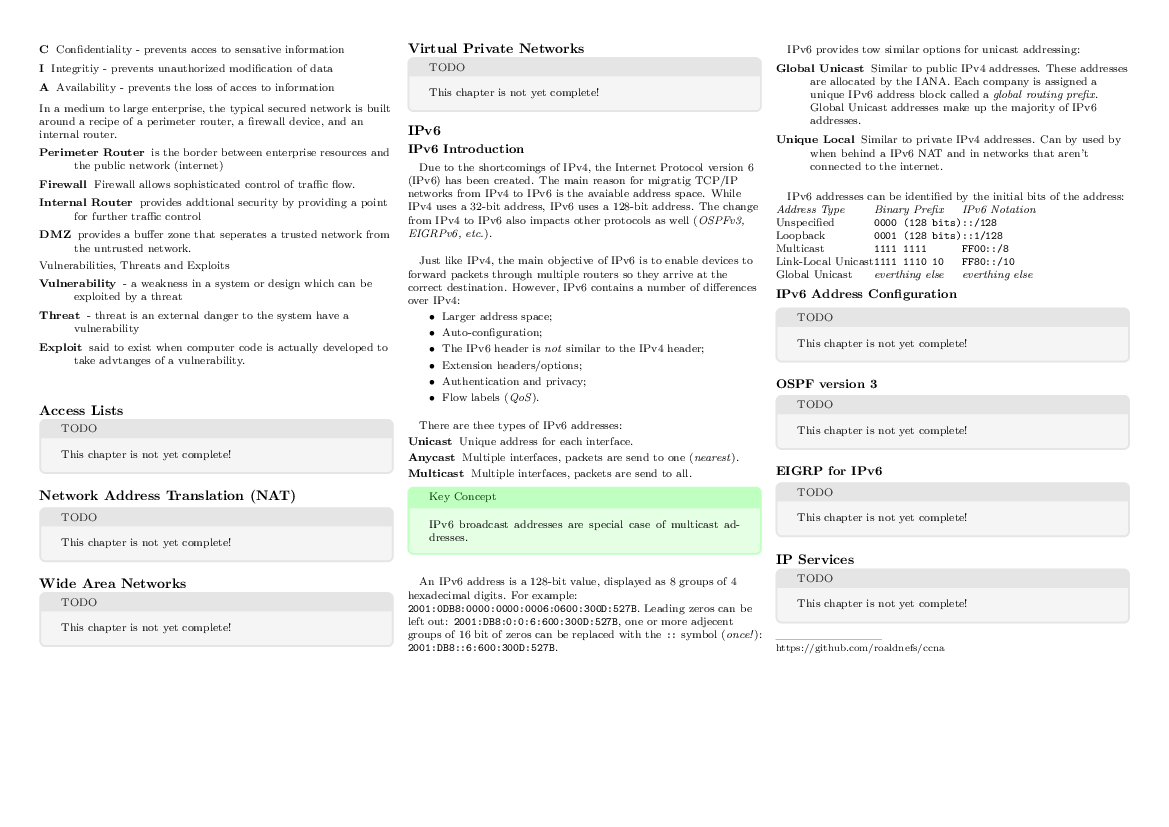 C Confidentiality - prevents acces to sensative information
I Integritiy - prevents unauthorized modification of data
A Availability - prevents the loss of acces to information
In a medium to large enterprise, the typical secured network is built
around a recipe of a perimeter router, a firewall device, and an
internal router.
Perimeter Router is the border between enterprise resources and
the public network (internet)
Firewall Firewall allows sophisticated control of traffic flow.
Internal Router provides addtional security by providing a point
for further traffic control
DMZ provides a buffer zone that seperates a trusted network from
the untrusted network.
Vulnerabilities, Threats and Exploits
Vulnerability - a weakness in a system or design which can be
exploited by a threat
Threat - threat is an external danger to the system have a
vulnerability
Exploit said to exist when computer code is actually developed to
take advtanges of a vulnerability.
Access Lists
TODO
This chapter is not yet complete!
Network Address Translation (NAT)
TODO
This chapter is not yet complete!
Wide Area Networks
TODO
This chapter is not yet complete!
Virtual Private Networks
TODO
This chapter is not yet complete!
IPv6
IPv6 Introduction
Due to the shortcomings of IPv4, the Internet Protocol version 6
(IPv6) has been created. The main reason for migratig TCP/IP
networks from IPv4 to IPv6 is the avaiable address space. While
IPv4 uses a 32-bit address, IPv6 uses a 128-bit address. The change
from IPv4 to IPv6 also impacts other protocols as well (OSPFv3,
EIGRPv6, etc.).
Just like IPv4, the main objective of IPv6 is to enable devices to
forward packets through multiple routers so they arrive at the
correct destination. However, IPv6 contains a number of differences
over IPv4:
• Larger address space;
• Auto-configuration;
• The IPv6 header is not similar to the IPv4 header;
• Extension headers/options;
• Authentication and privacy;
• Flow labels (QoS).
There are thee types of IPv6 addresses:
Unicast Unique address for each interface.
Anycast Multiple interfaces, packets are send to one (nearest).
Multicast Multiple interfaces, packets are send to all.
Key Concept
IPv6 broadcast addresses are special case of multicast ad-
dresses.
An IPv6 address is a 128-bit value, displayed as 8 groups of 4
hexadecimal digits. For example:
2001:0DB8:0000:0000:0006:0600:300D:527B. Leading zeros can be
left out: 2001:DB8:0:0:6:600:300D:527B, one or more adjecent
groups of 16 bit of zeros can be replaced with the :: symbol (once!):
2001:DB8::6:600:300D:527B.
IPv6 provides tow similar options for unicast addressing:
Global Unicast Similar to public IPv4 addresses. These addresses
are allocated by the IANA. Each company is assigned a
unique IPv6 address block called a global routing prefix.
Global Unicast addresses make up the majority of IPv6
addresses.
Unique Local Similar to private IPv4 addresses. Can by used by
when behind a IPv6 NAT and in networks that aren't
connected to the internet.
IPv6 addresses can be identified by the initial bits of the address:
Address Type Binary Prefix IPv6 Notation
Unspecified 0000 (128 bits) ::/128
Loopback 0001 (128 bits) ::1/128
Multicast 1111 1111 FF00::/8
Link-Local Unicast 1111 1110 10 FF80::/10
Global Unicast everthing else everthing else
IPv6 Address Configuration
TODO
This chapter is not yet complete!
OSPF version 3
TODO
This chapter is not yet complete!
EIGRP for IPv6
TODO
This chapter is not yet complete!
IP Services
TODO
This chapter is not yet complete!
https://github.com/roaldnefs/ccna